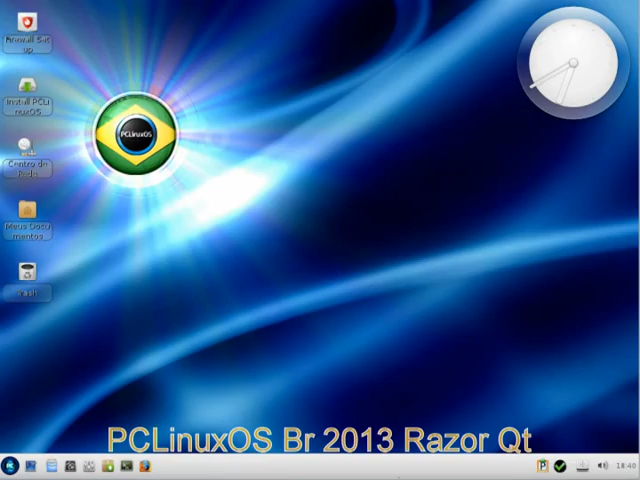 Firewall Set
up
Install PCLi
nuxOS
Centro de
Rede
Meus Docu
mentos
PCLinuxOS
PCLinuxOS Br 2013 Razor Qt
18:40